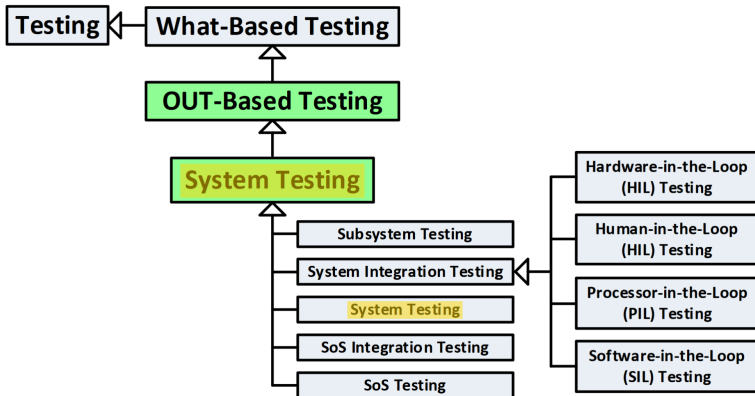 Testing
What-Based Testing
OUT-Based Testing
System Testing
Subsystem Testing
System Integration Testing
System Testing
SoS Integration Testing
SoS Testing
Hardware-in-the-Loop
(HIL) Testing
Human-in-the-Loop
(HIL) Testing
Processor-in-the-Loop
(PIL) Testing
Software-in-the-Loop
(SIL) Testing